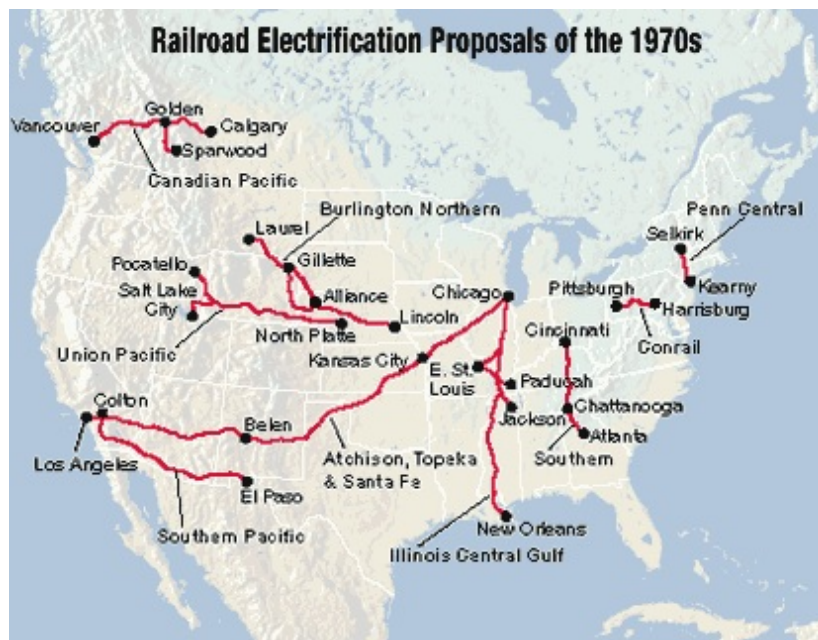 Railroad Electrification Proposals of the 1970s
Golden
Vancouver
Calgary
Sparwood
Canadian Pacific
Burlington Northern
Laurel
Penn Central
Selkirk
Pocatello
Gillette
Kearny
Salt Lake
City
Alliance
Chicago
Pittsburgh
Harrisburg
North Platte
Lincoln
Cincinnati
Union Pacific
Kansas City
Conrail
E. St.
Louis
Paducah
Colton
Belen
Jackson
Chattanooga
Atlanta
Los Angeles
Atchison, Topeka
& Santa Fe
Southern
El Paso
Southern Pacific
New Orleans
Illinois Central Gulf